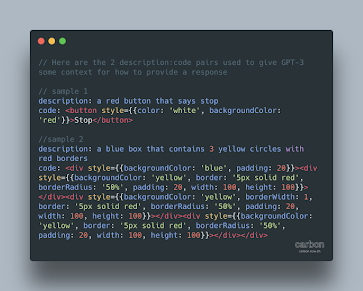 // Here are the 2 description:code pairs used to give GPT-3
some context for how to provide a response
// sample 1
description: a red button that says stop
code: <button style={{color: 'white', backgroundColor:
'red'}}>Stop</button>
//sample 2
description: a blue box that contains 3 yellow circles with
red borders
code: <div style={{backgroundColor: 'blue', padding: 20}}><div
style={{backgroundColor: 'yellow', border: '5px solid red',
borderRadius: '50%', padding: 20, width: 100, height: 100}}>
</div><div style={{backgroundColor: 'yellow', borderWidth: 1,
border: '5px solid red', borderRadius: '50%', padding: 20,
width: 100, height: 100}}></div><div style={{backgroundColor:
'yellow', border: '5px solid red', borderRadius: '50%',
padding: 20, width: 100, height: 100}}></div></div>
carbon
carbon.now.sh